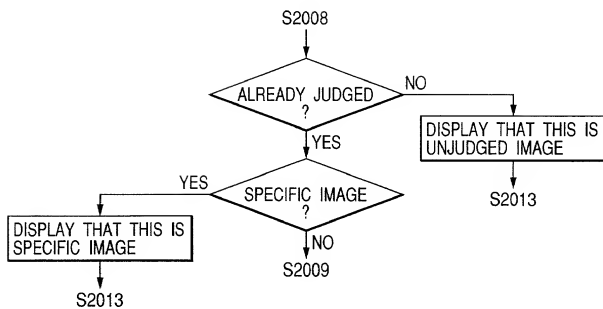 S2008
ALREADY JUDGED
?
NO
YES
DISPLAY THAT THIS IS
UNJUDGED IMAGE
S2013
SPECIFIC IMAGE
?
YES
NO
DISPLAY THAT THIS IS
SPECIFIC IMAGE
S2013
S2009